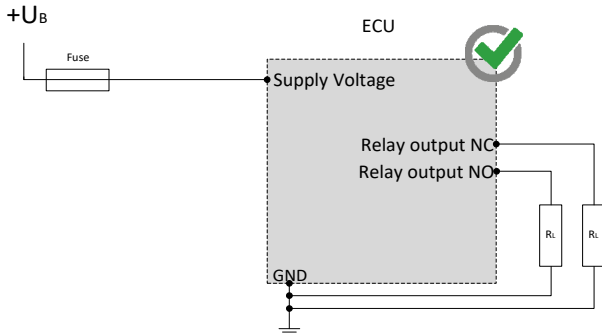 +UB
ECU
Fuse
Supply Voltage
Relay output NC
Relay output NO
RL
RL
GND